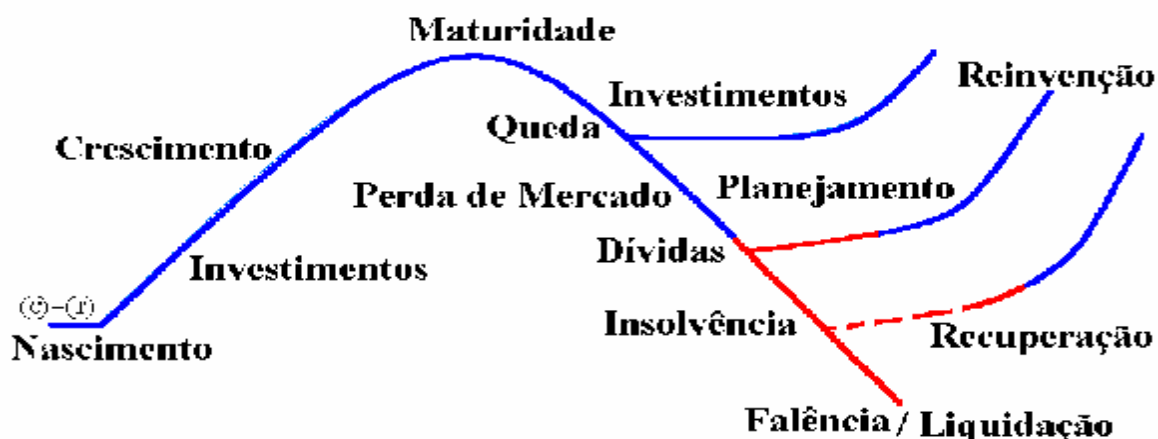 Maturidade
Investimentos
Reinvenção
Queda
Crescimento
Perda de Mercado
Planejamento
Dívidas
Investimentos
(c)-(r)
Nascimento
Insolvência
Recuperação
Falência / Liquidação